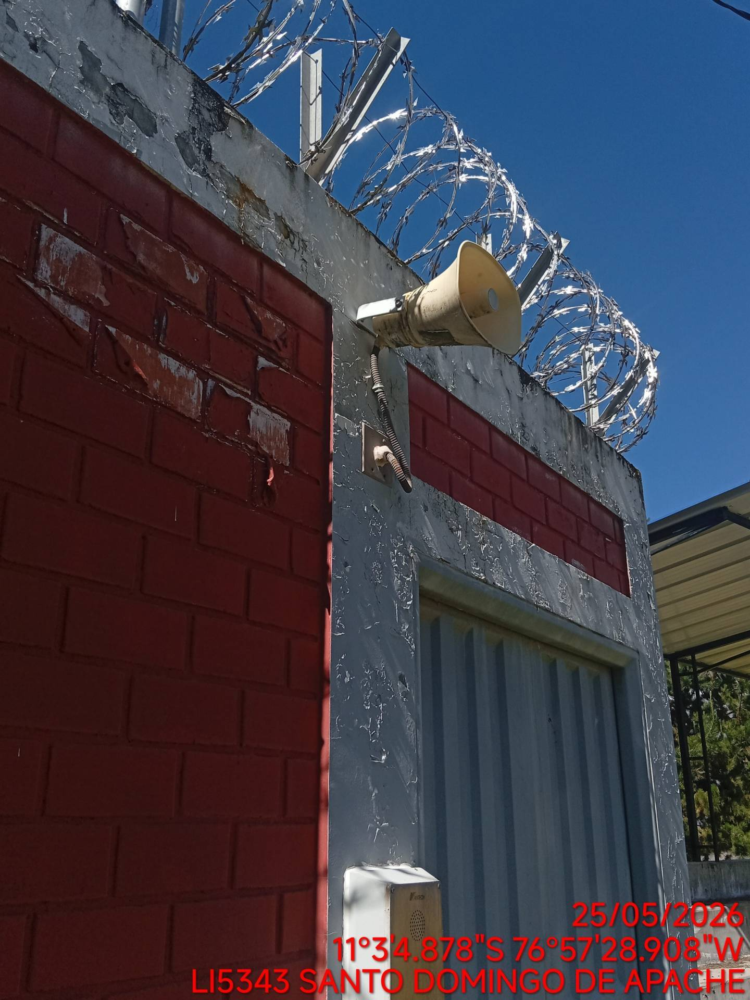 25/05/2026
11°3'4.878"S 76°57'28.908"W
LI5343 SANTO DOMINGO DE APACHE